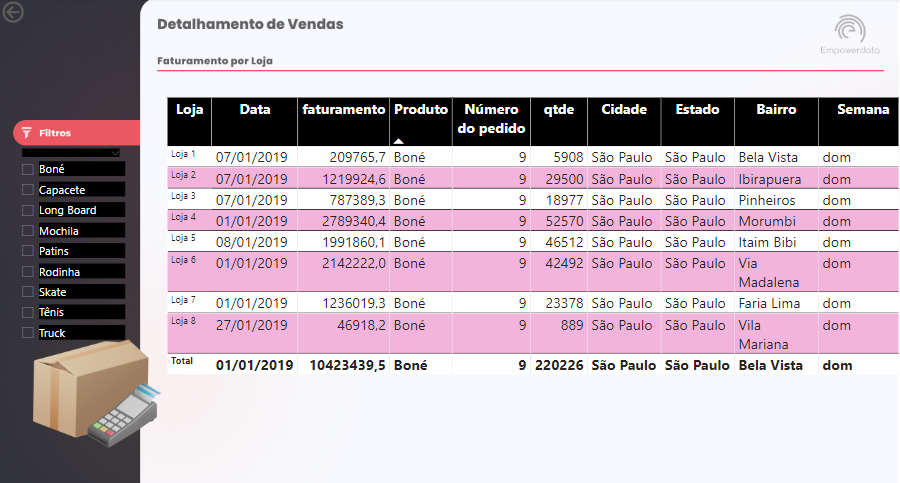 Detalhamento de Vendas
Empowerdata
Faturamento por Loja
Filtros
Boné
Capacete
Long Board
Mochila
Patins
Rodinha
Skate
Tênis
Truck
Loja Data faturamento Produto Número do pedido qtde Cidade Estado Bairro Semana
Loja 1 07/01/2019 209765,7 Boné 9 5908 São Paulo São Paulo Bela Vista dom
Loja 2 07/01/2019 1219924,6 Boné 9 29500 São Paulo São Paulo Ibirapuera dom
Loja 3 07/01/2019 787389,3 Boné 9 18977 São Paulo São Paulo Pinheiros dom
Loja 4 01/01/2019 2789340,4 Boné 9 52570 São Paulo São Paulo Morumbi dom
Loja 5 08/01/2019 1991860,1 Boné 9 46512 São Paulo São Paulo Itaim Bibi dom
Loja 6 01/01/2019 2142222,0 Boné 9 42492 São Paulo São Paulo Via Madalena dom
Loja 7 01/01/2019 1236019,3 Boné 9 23378 São Paulo São Paulo Faria Lima dom
Loja 8 27/01/2019 46918,2 Boné 9 889 São Paulo São Paulo Vila Mariana dom
Total 01/01/2019 10423439,5 Boné 9 220226 São Paulo São Paulo Bela Vista dom